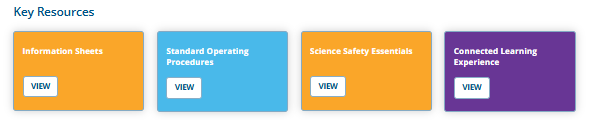 Key Resources
Information Sheets
VIEW
Standard Operating
Procedures
VIEW
Science Safety Essentials
VIEW
Connected Learning
Experience
VIEW